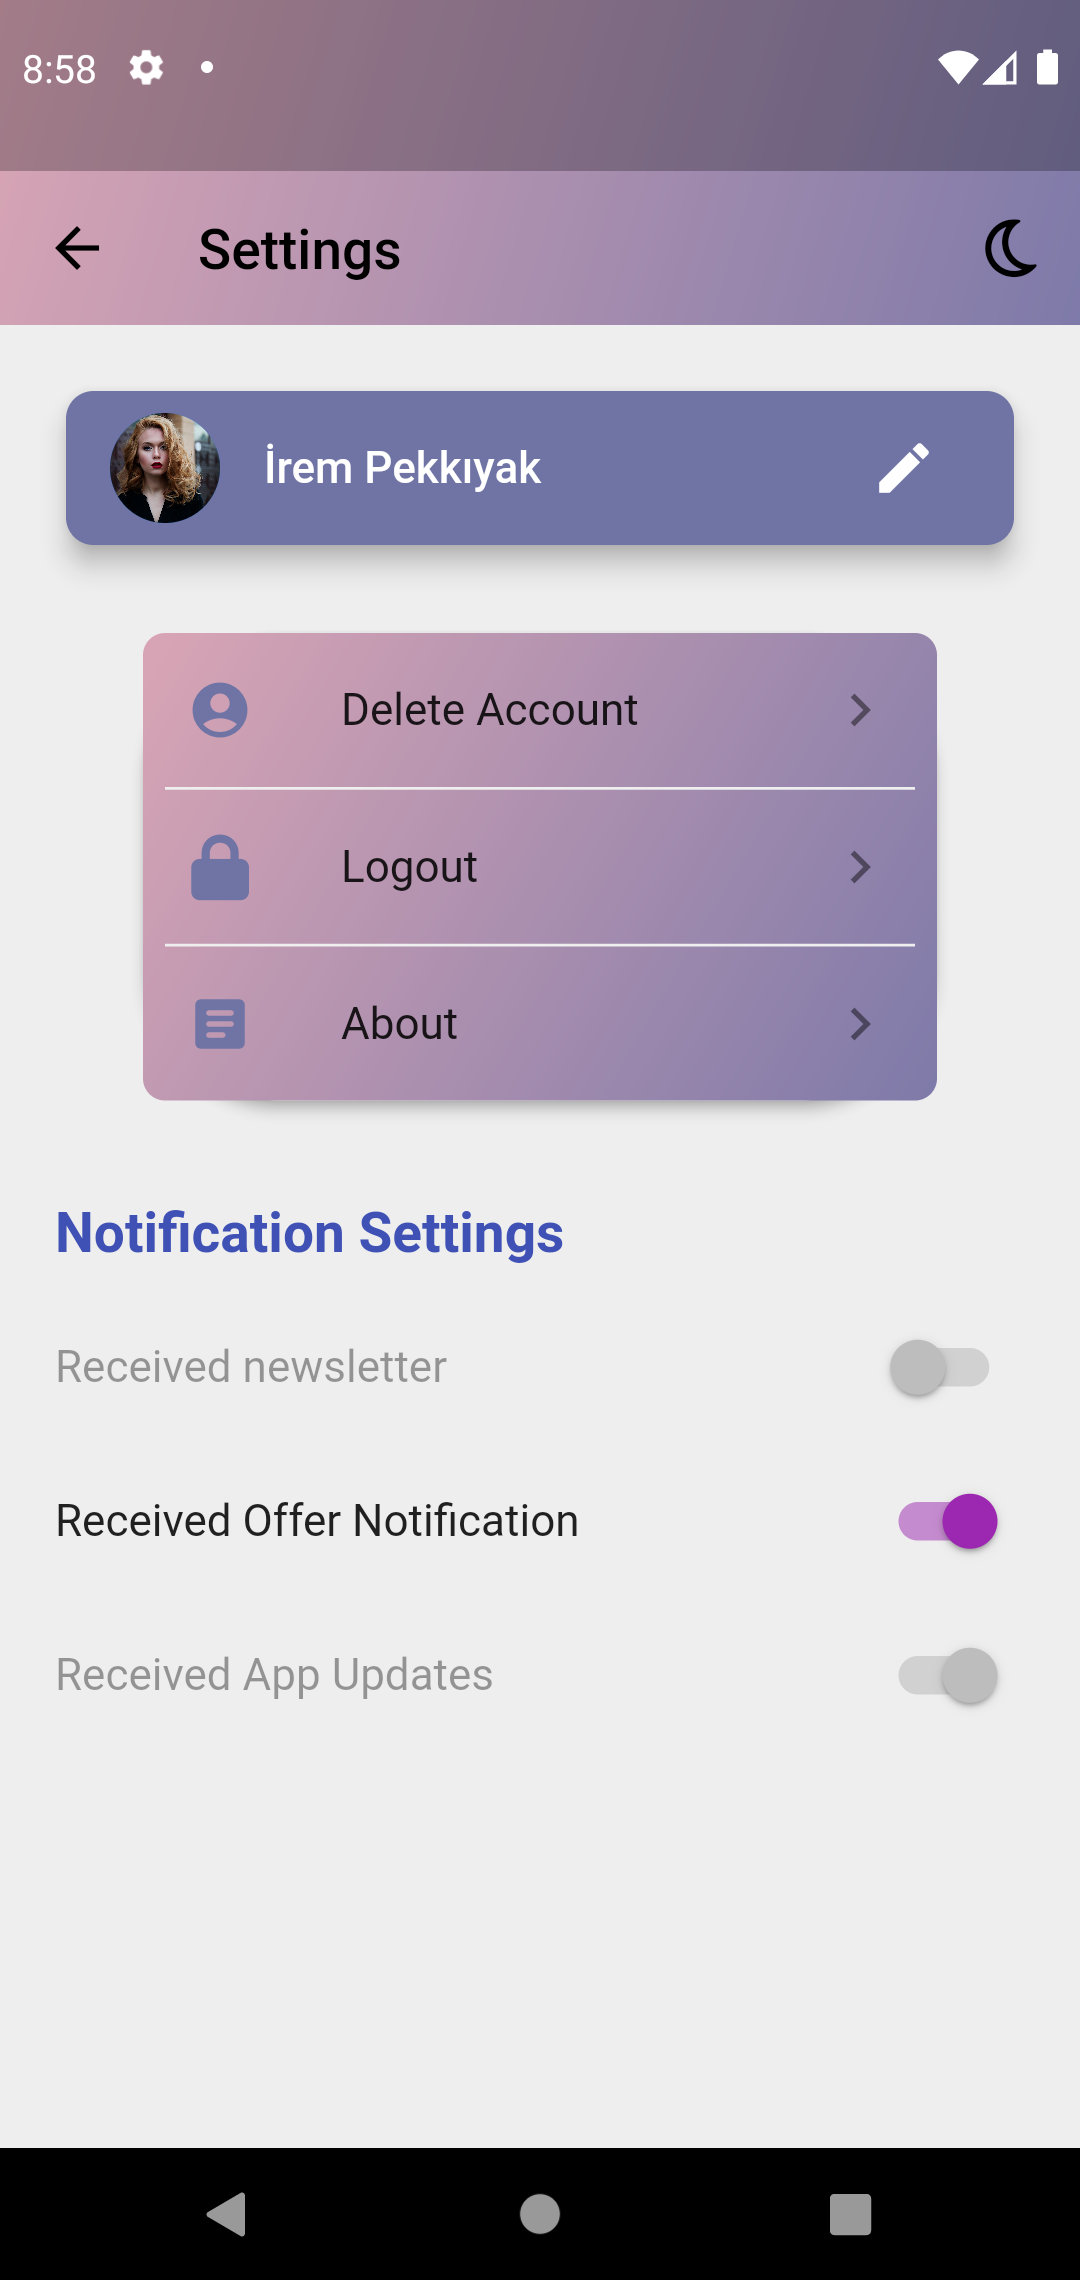 8:58
Settings
İrem Pekkıyak
Delete Account
Logout
About
Notification Settings
Received newsletter
Received Offer Notification
Received App Updates